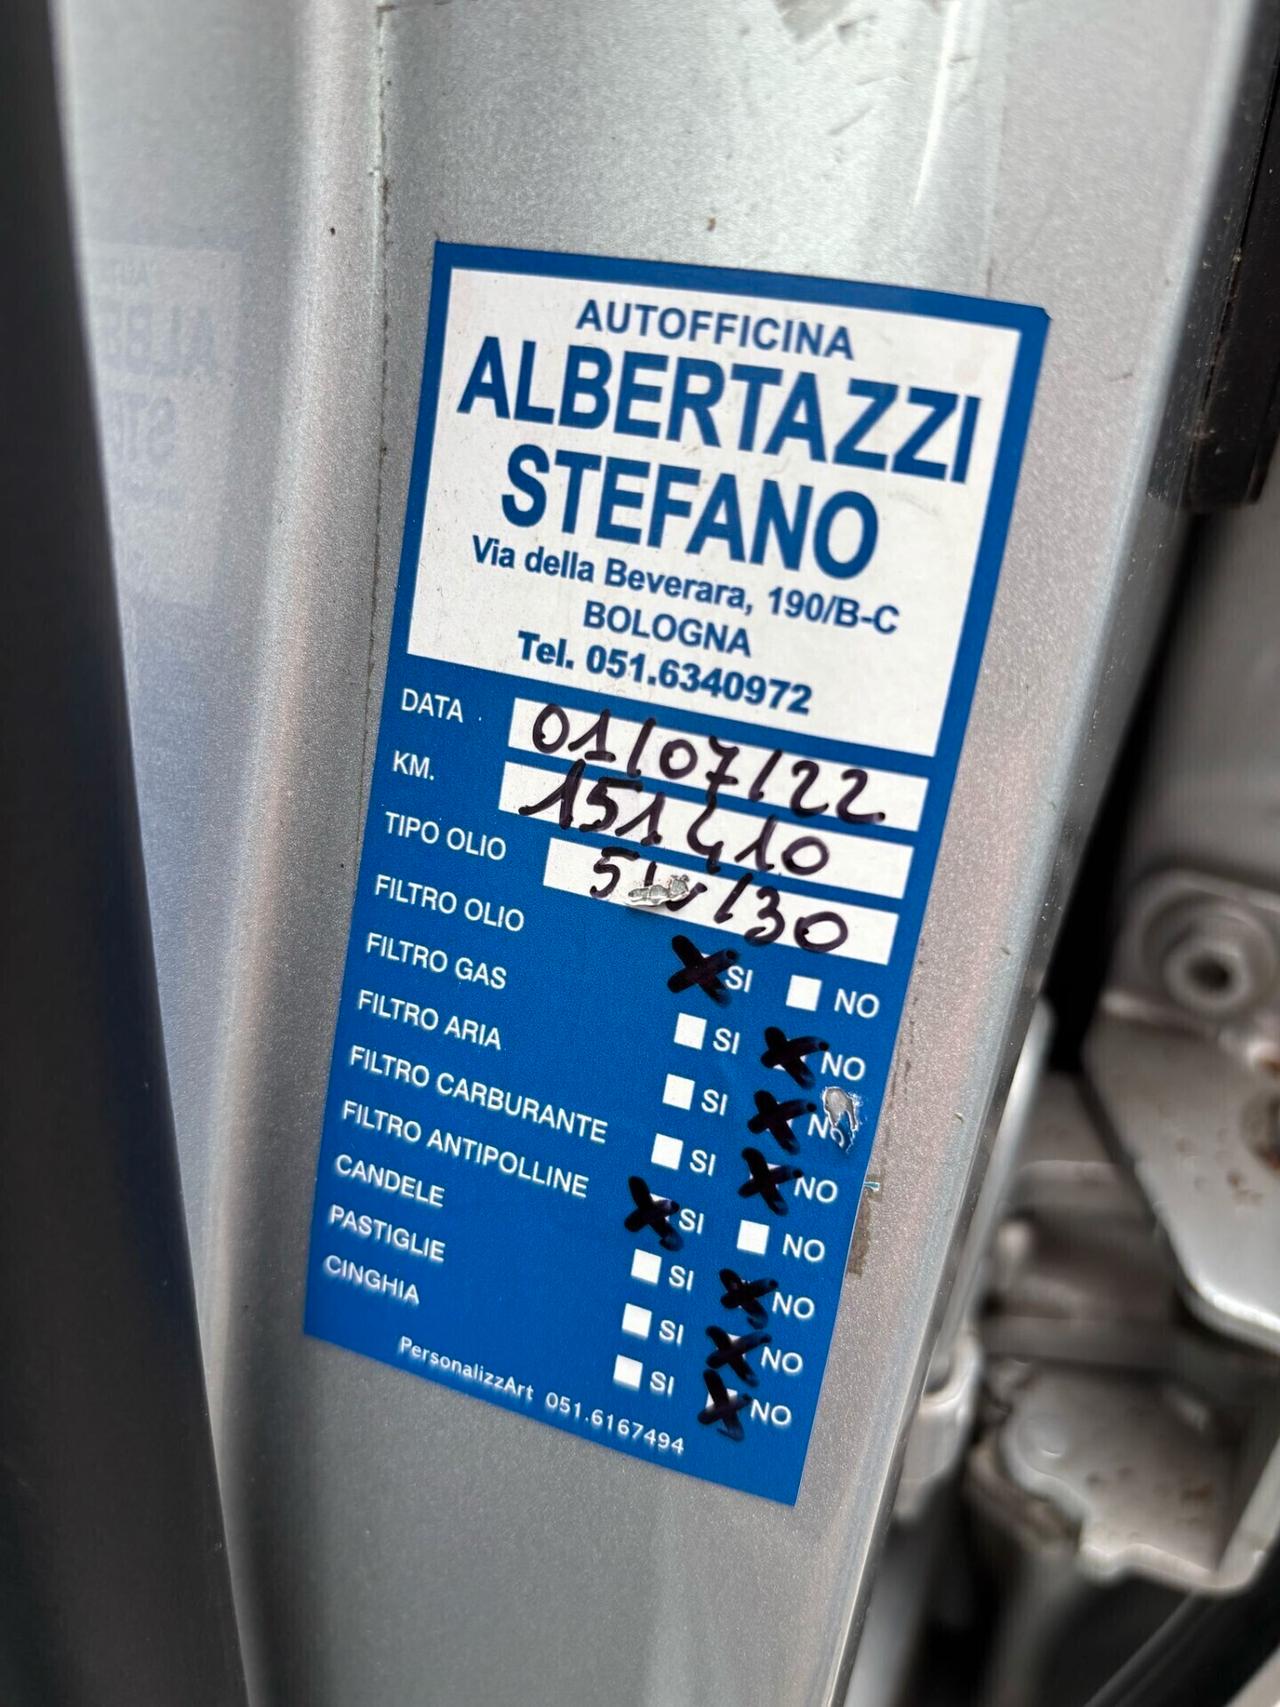 AUTOFFICINA
ALBERTAZZI
STEFANO
Via della Beverara, 190/B-C
BOLOGNA
Tel. 051.6340972
DATA 01/07/22
KM. 151410
TIPO OLIO 5W/30
FILTRO OLIO SI NO
FILTRO GAS SI NO
FILTRO ARIA SI NO
FILTRO CARBURANTE SI NO
FILTRO ANTIPOLLINE SI NO
CANDELE SI NO
PASTIGLIE SI NO
CINGHIA SI NO
PersonalizzArt 051.6167494